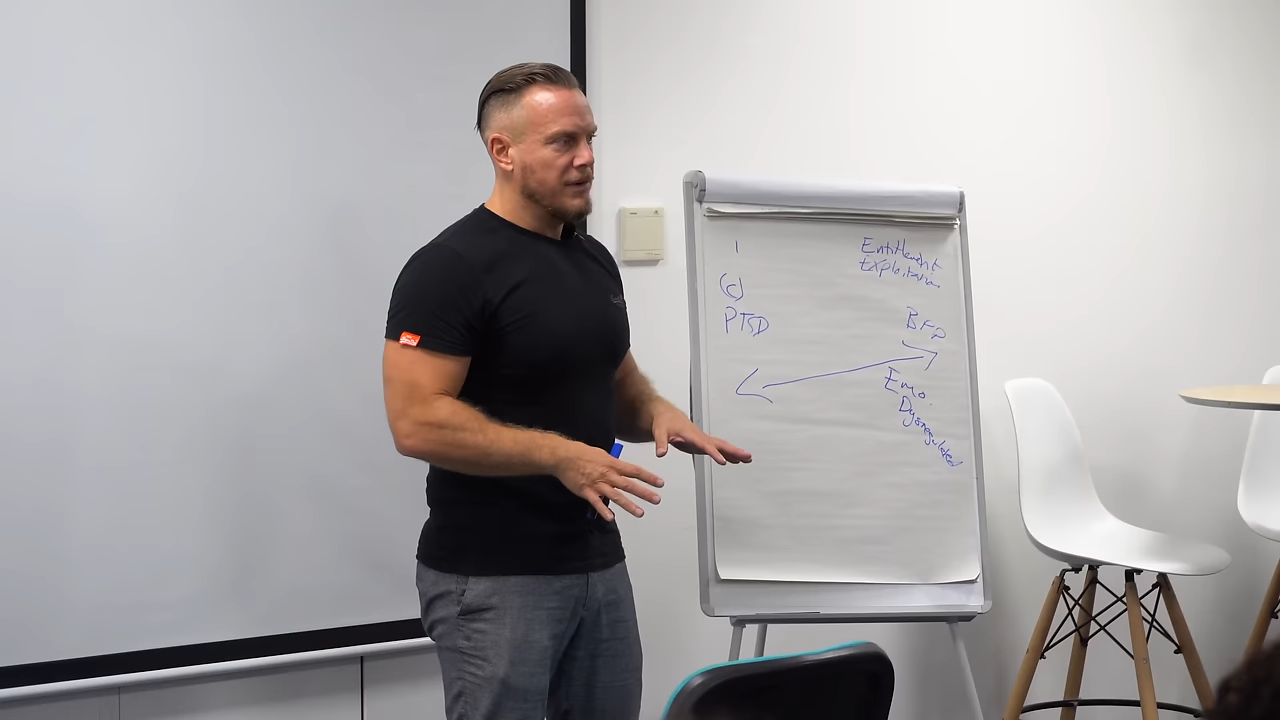 1
Entitlement
Exploitation
(c)
PTSD
BPD
Emo.
Dysregulated